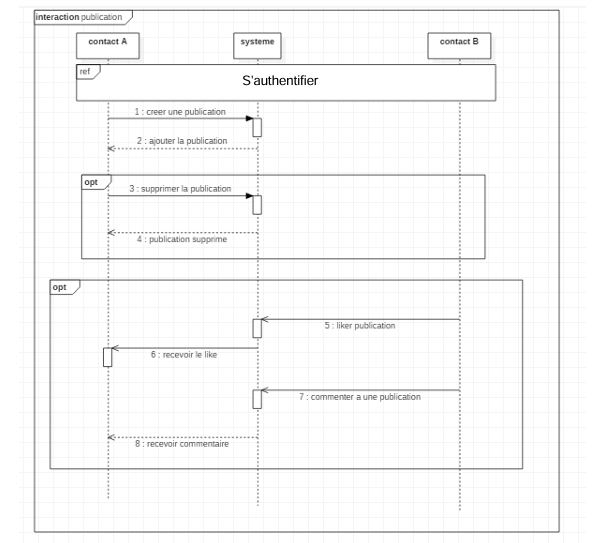 interaction publication
contact A
systeme
contact B
ref
S'authentifier
1 : creer une publication
2 : ajouter la publication
opt
3 : supprimer la publication
4 : publication supprime
opt
5 : liker publication
6 : recevoir le like
7 : commenter a une publication
8 : recevoir commentaire